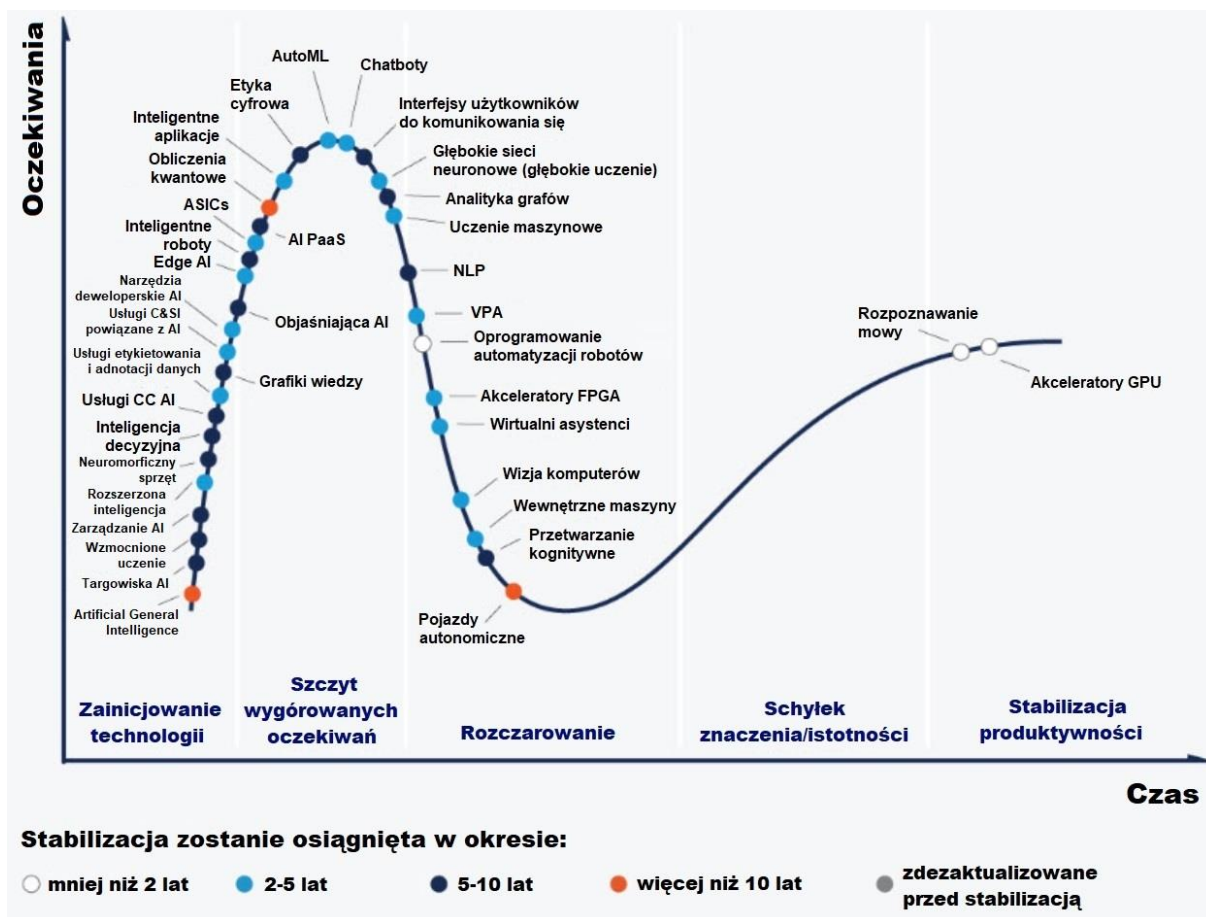 Oczekiwania
AutoML
Chatboty
Etyka
cyfrowa
Interfejsy użytkowników
do komunikowania się
Inteligentne
aplikacje
Głębokie sieci
neuronowe (głębokie uczenie)
Obliczenia
kwantowe
Analityka grafów
ASICs
Uczenie maszynowe
Inteligentne
roboty
AI PaaS
Edge AI
NLP
Narzędzia
deweloperskie AI
Usługi C&SI
powiązane z AI
Objaśniająca AI
VPA
Oprogramowanie
automatyzacji robotów
Rozpoznawanie
mowy
Akceleratory GPU
Usługi etykietowania
i adnotacji danych
Grafiki wiedzy
Usługi CC AI
Akceleratory FPGA
Inteligencja
decyzyjna
Wirtualni asystenci
Neuromorficzny
sprzęt
Wizja komputerów
Rozszerzona
inteligencja
Wewnętrzne maszyny
Zarządzanie AI
Przetwarzanie
kognitywne
Wzmocnione
uczenie
Targowiska AI
Artificial General
Intelligence
Pojazdy
autonomiczne
Zainicjowanie
technologii
Szczyt
wygórowanych
oczekiwań
Rozczarowanie
Schyłek
znaczenia/istotności
Stabilizacja
produktywności
Czas
Stabilizacja zostanie osiągnięta w okresie:
mniej niż 2 lat
2-5 lat
5-10 lat
więcej niż 10 lat
zdezaktualizowane
przed stabilizacją